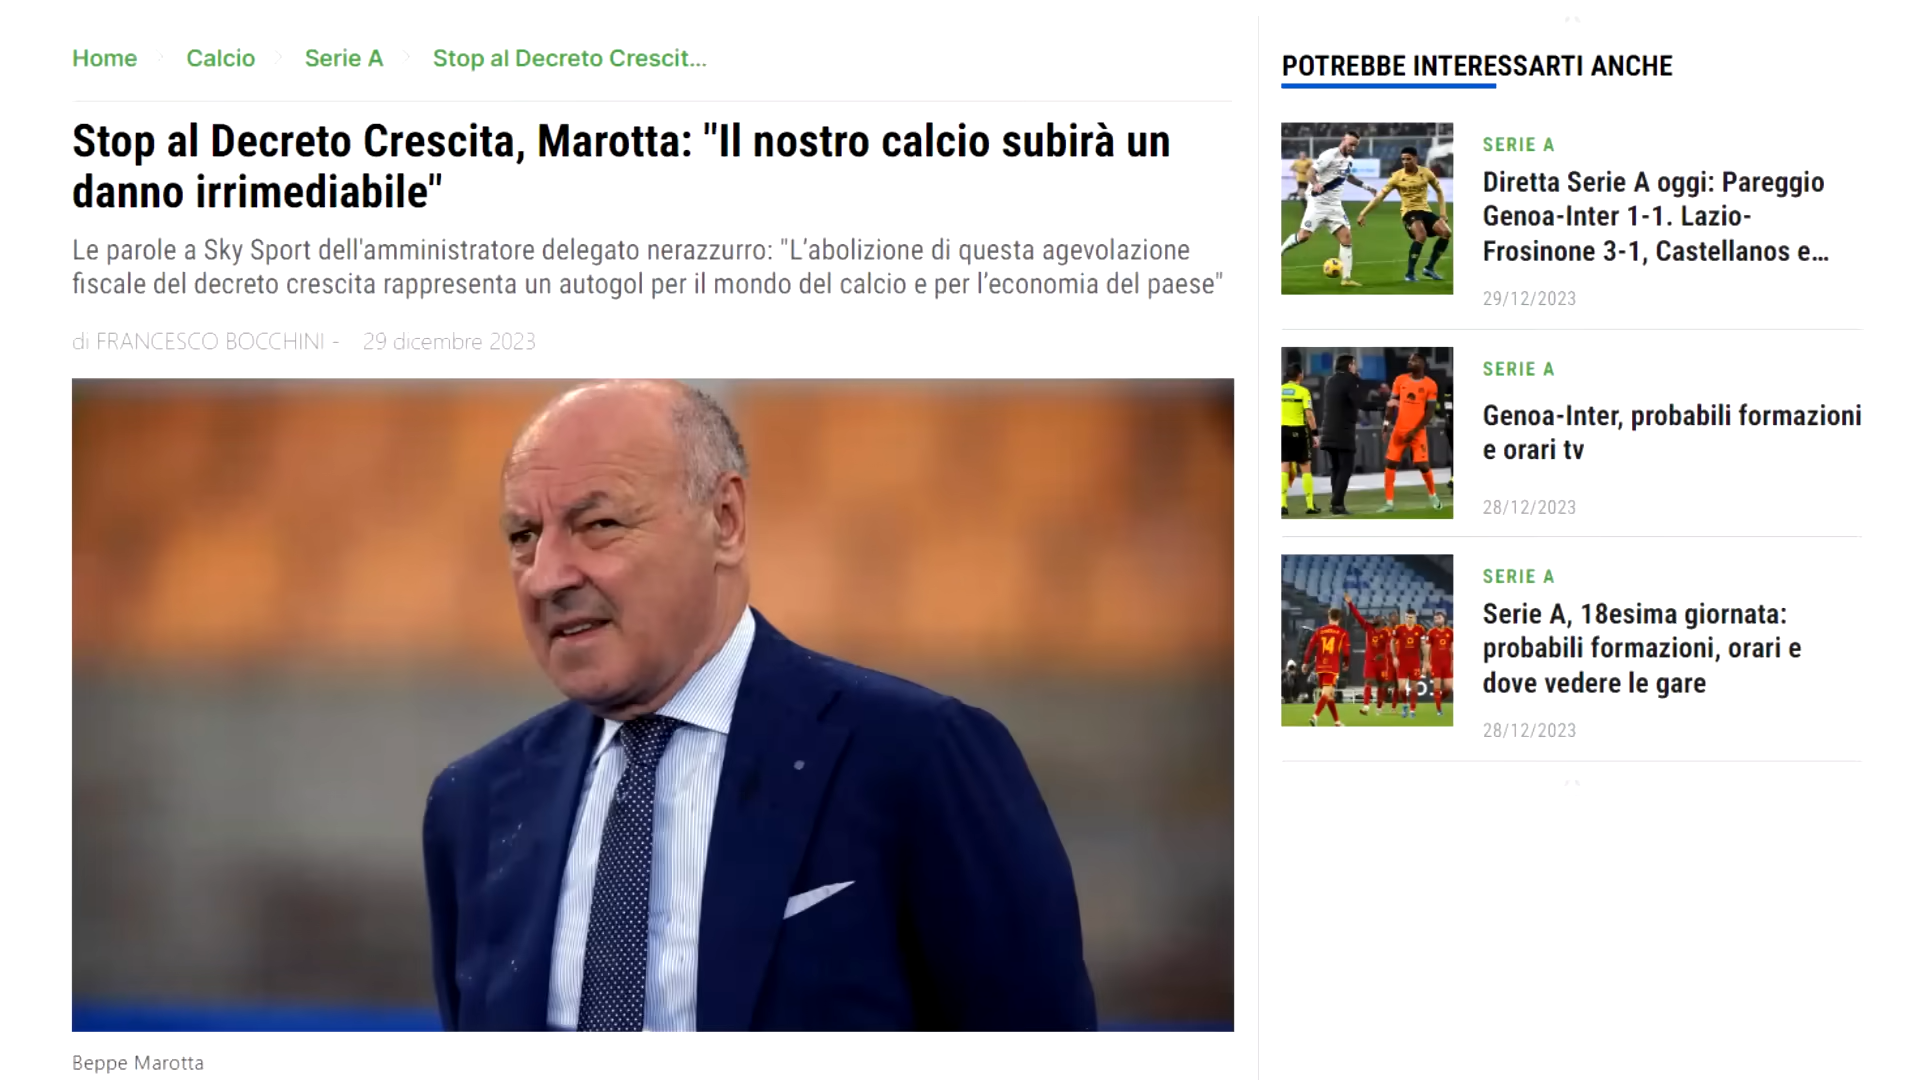 Home
Calcio
Serie A
Stop al Decreto Crescit...
Stop al Decreto Crescita, Marotta: "Il nostro calcio subirà un
danno irrimediabile"
Le parole a Sky Sport dell'amministratore delegato nerazzurro: "L’abolizione di questa agevolazione
fiscale del decreto crescita rappresenta un autogol per il mondo del calcio e per l’economia del paese"
di FRANCESCO BOCCHINI - 29 dicembre 2023
Beppe Marotta
POTREBBE INTERESSARTI ANCHE
SERIE A
Diretta Serie A oggi: Pareggio
Genoa-Inter 1-1. Lazio-
Frosinone 3-1, Castellanos e...
29/12/2023
SERIE A
Genoa-Inter, probabili formazioni
e orari tv
28/12/2023
SERIE A
Serie A, 18esima giornata:
probabili formazioni, orari e
dove vedere le gare
28/12/2023
14